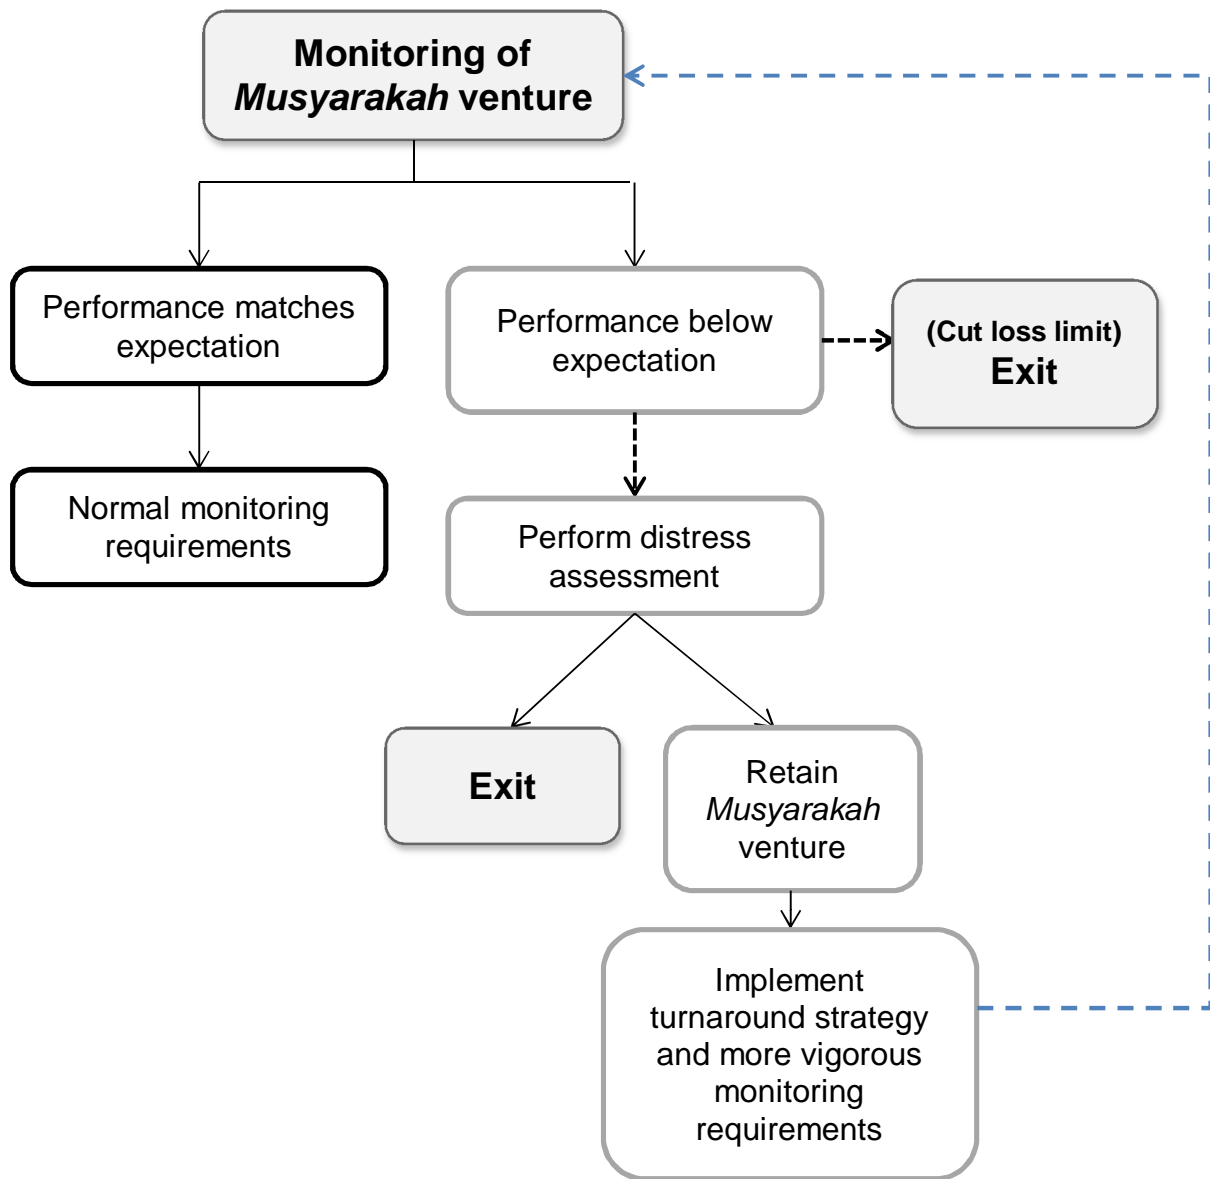 Monitoring of
Musyarakah venture
Performance matches
expectation
Performance below
expectation
(Cut loss limit)
Exit
Normal monitoring
requirements
Perform distress
assessment
Exit
Retain
Musyarakah
venture
Implement
turnaround strategy
and more vigorous
monitoring
requirements